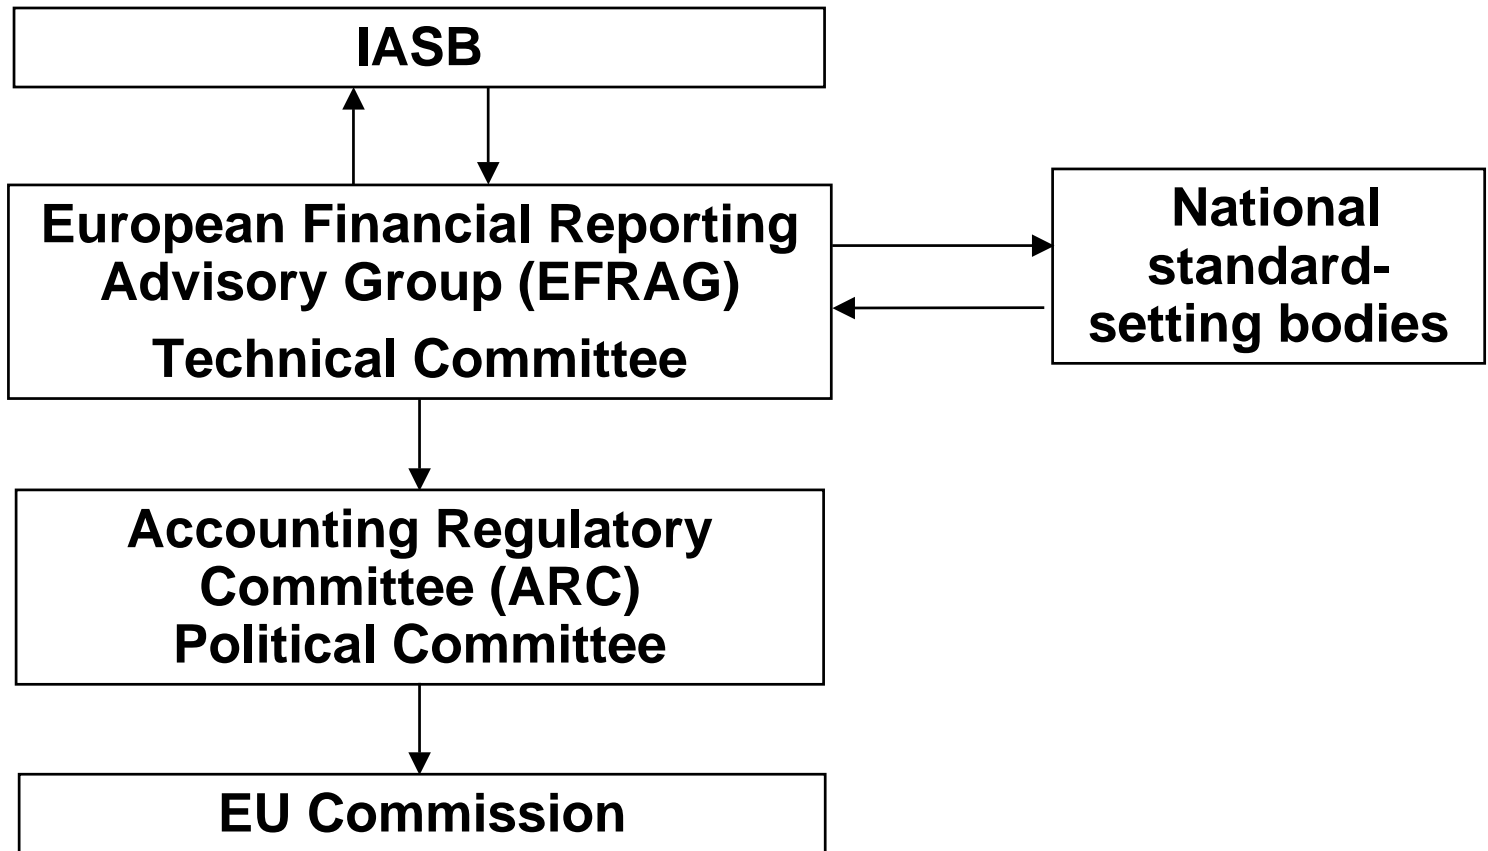 IASB
European Financial Reporting
Advisory Group (EFRAG)
Technical Committee
National
standard-
setting bodies
Accounting Regulatory
Committee (ARC)
Political Committee
EU Commission